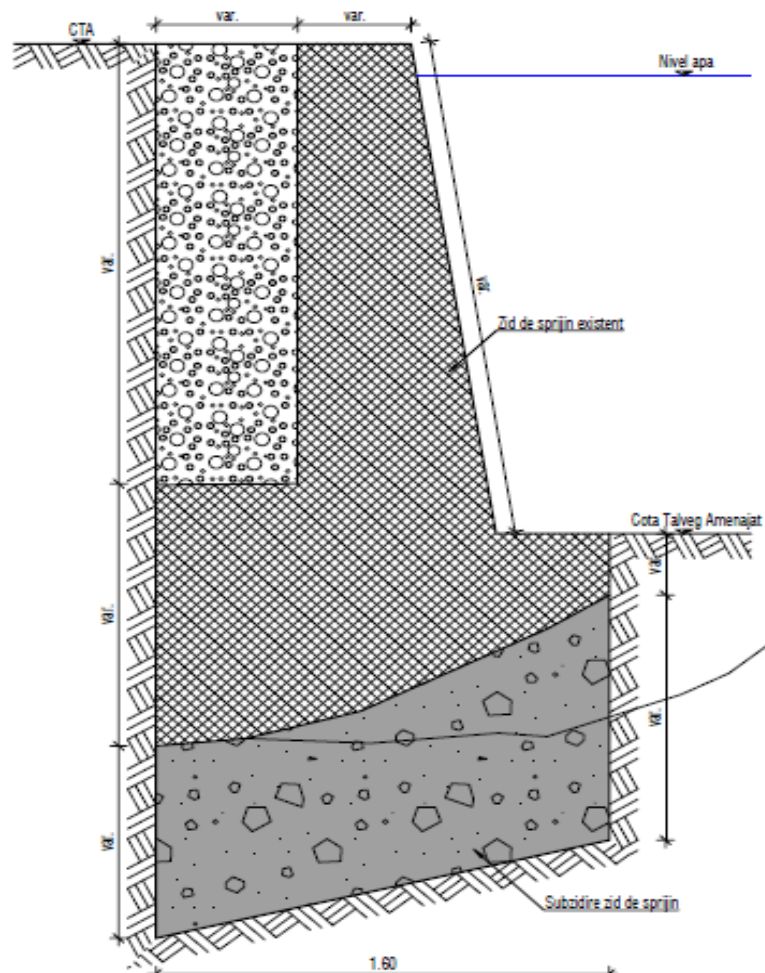 var.
var.
CTA
Nivel apa
var.
var.
Zid de sprijin existent
Cota Talveg Amenajat
var.
var.
var.
var.
Subzidire zid de sprijin
1.60